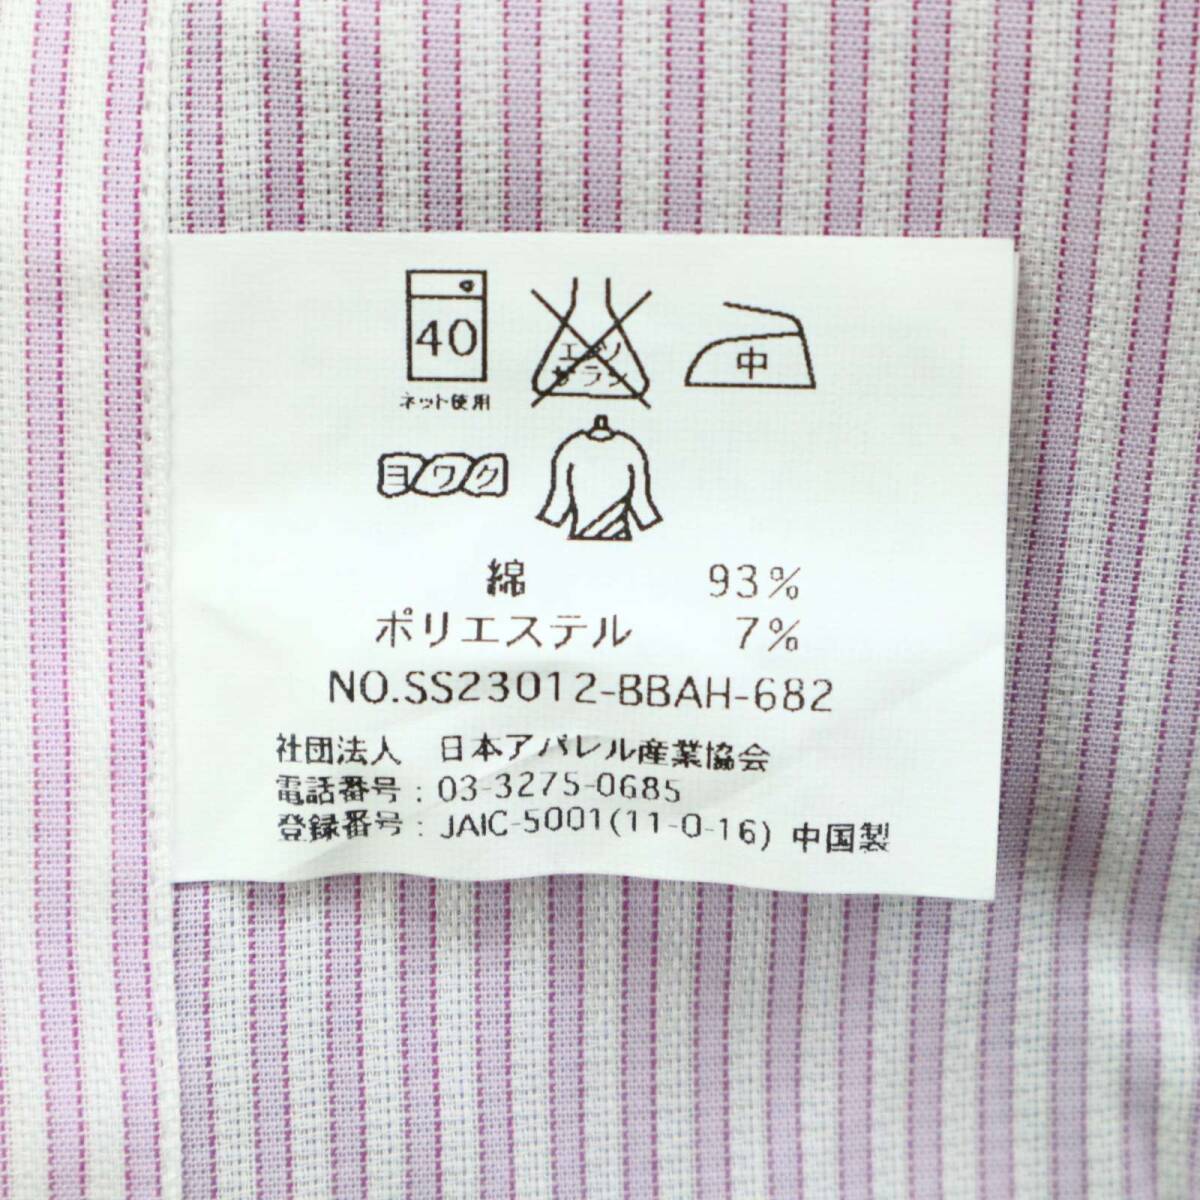 40
ネット使用
エンソ
サラシ
中
ヨワク
綿 93%
ポリエステル 7%
NO.SS23012-BBAH-682
社団法人 日本アパレル産業協会
電話番号：03-3275-0685
登録番号：JAIC-5001(11-0-16) 中国製